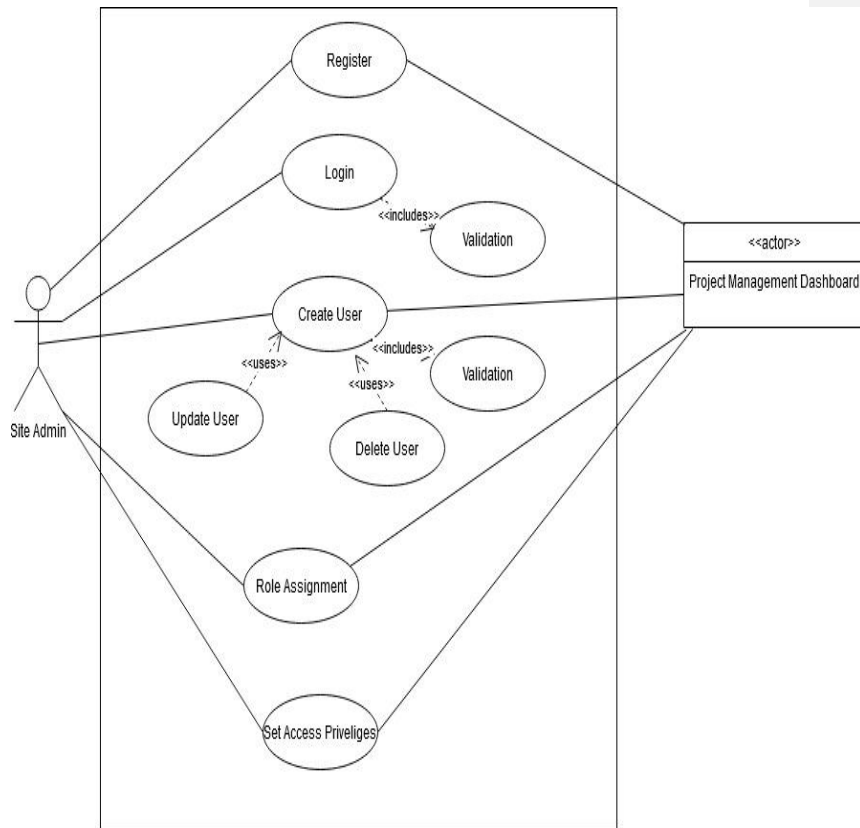 Register
Login
<<includes>>
Validation
<<actor>>
Project Management Dashboard
Create User
<<includes>>
<<uses>>
Validation
<<uses>>
Update User
Site Admin
Delete User
Role Assignment
Set Access Priveliges